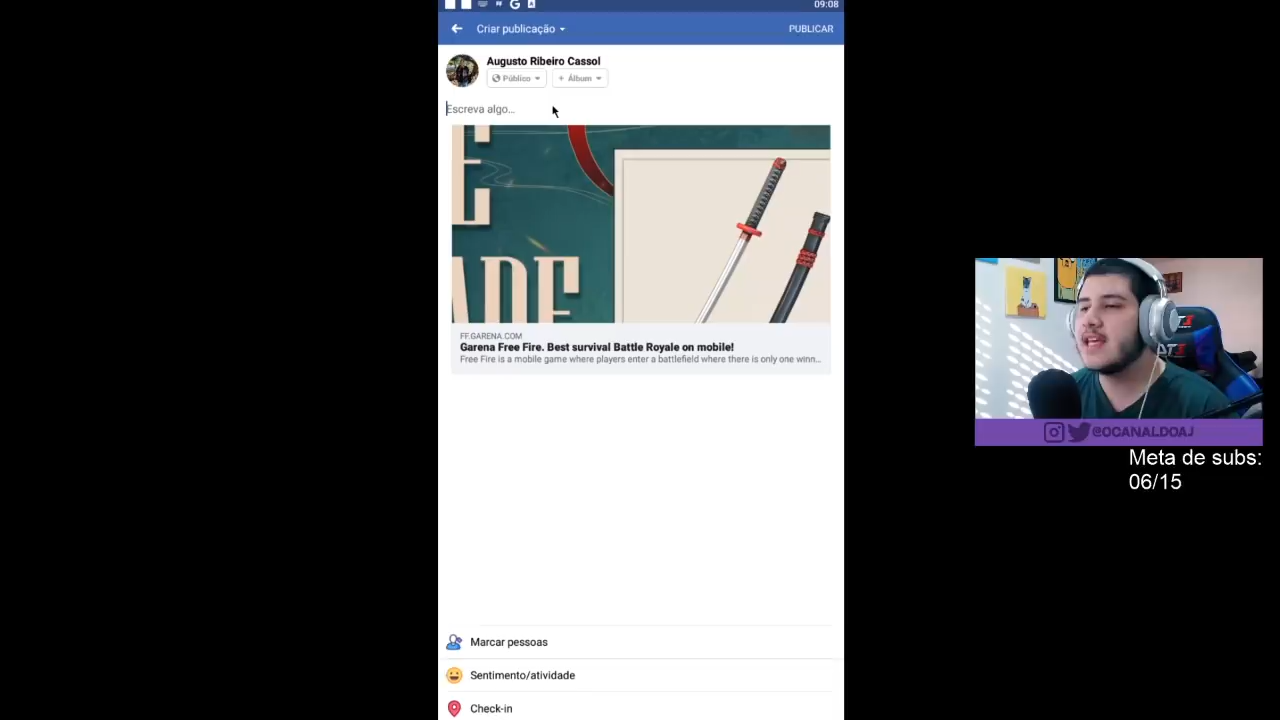 09:08
Criar publicação
PUBLICAR
Augusto Ribeiro Cassol
Público
+ Álbum
Escreva algo...
ADE
FF.GARENA.COM
Garena Free Fire. Best survival Battle Royale on mobile!
Free Fire is a mobile game where players enter a battlefield where there is only one winn...
Marcar pessoas
Sentimento/atividade
Check-in
@OCANALDOAJ
Meta de subs:
06/15